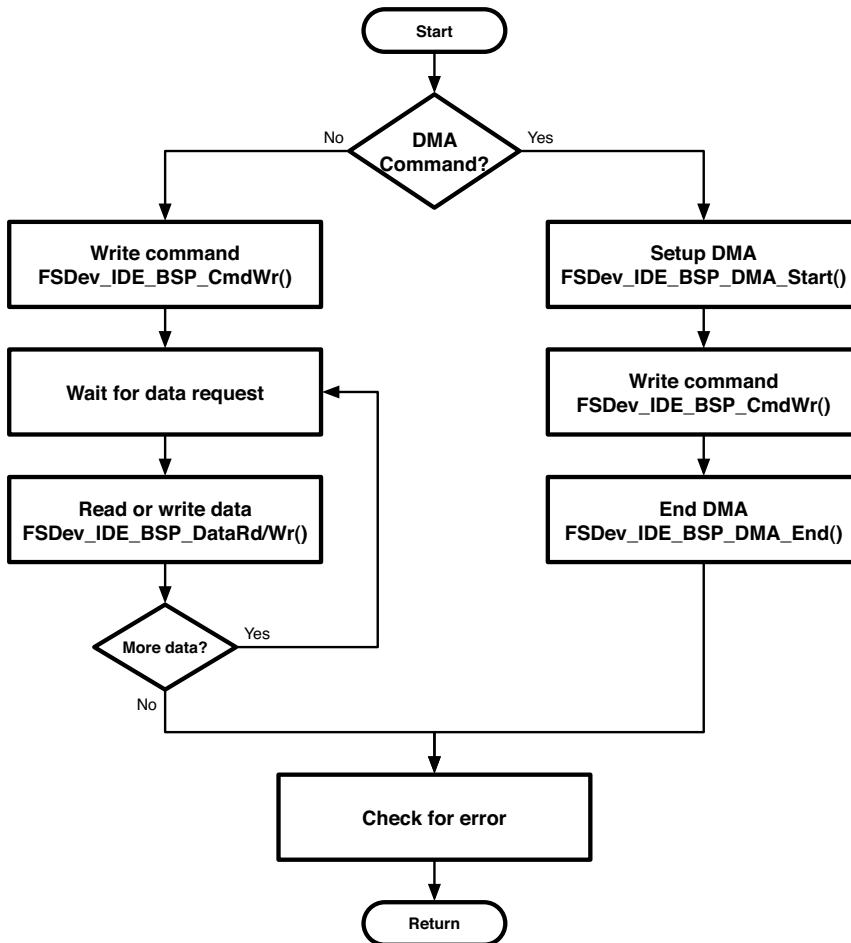 Start
No
DMA
Command?
Yes
Write command
FSDev_IDE_BSP_CmdWr()
Setup DMA
FSDev_IDE_BSP_DMA_Start()
Wait for data request
Write command
FSDev_IDE_BSP_CmdWr()
Read or write data
FSDev_IDE_BSP_DataRd/Wr()
End DMA
FSDev_IDE_BSP_DMA_End()
More data?
Yes
No
Check for error
Return